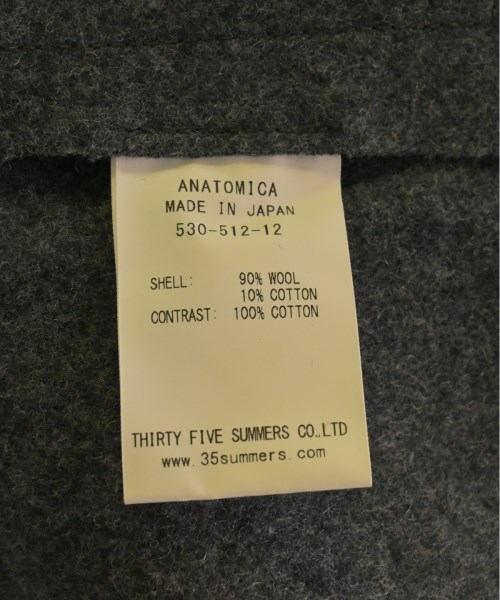 ANATOMICA
MADE IN JAPAN
530-512-12
SHELL: 90% WOOL
10% COTTON
CONTRAST: 100% COTTON
THIRTY FIVE SUMMERS CO.,LTD
www.35summers.com